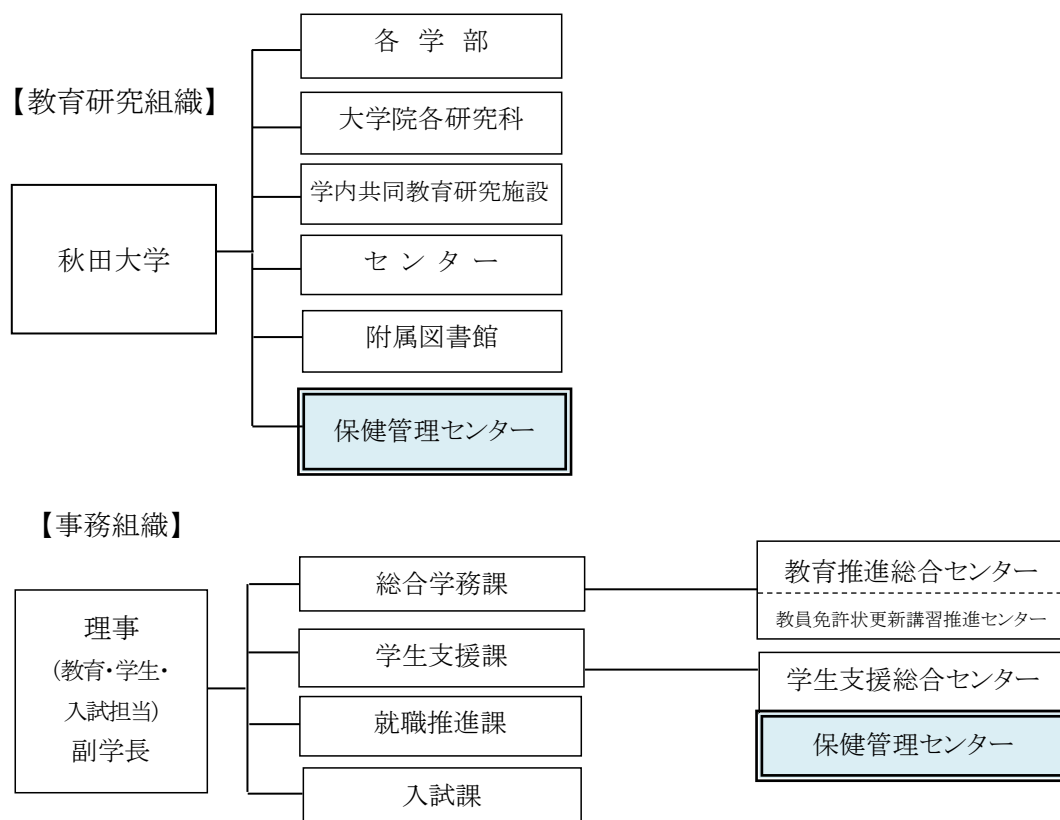 【教育研究組織】
秋田大学
各 学 部
大学院各研究科
学内共同教育研究施設
セ ン タ ー
附属図書館
保健管理センター
【事務組織】
理事
(教育・学生・
入試担当)
副学長
総合学務課
学生支援課
就職推進課
入試課
教育推進総合センター
教員免許状更新講習推進センター
学生支援総合センター
保健管理センター